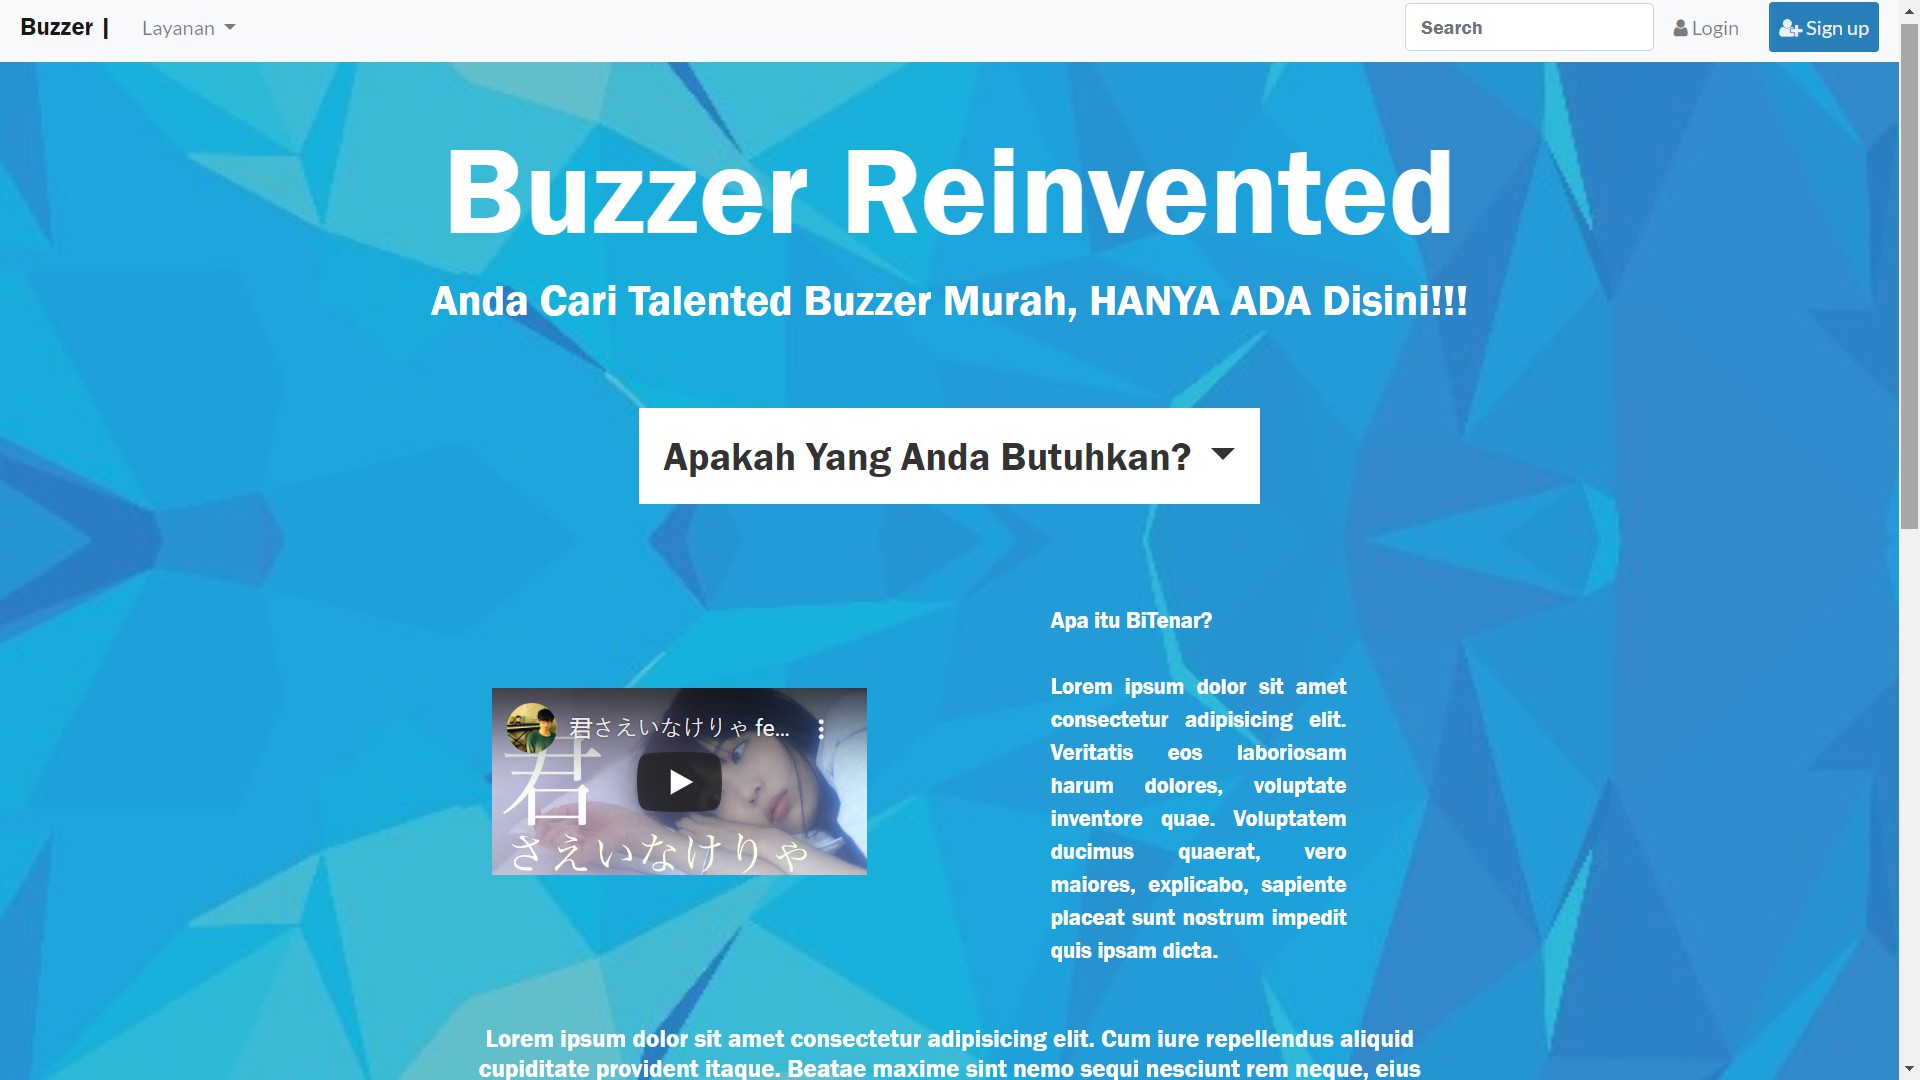 Buzzer |
Layanan
Search
Login
Sign up
Buzzer Reinvented
Anda Cari Talented Buzzer Murah, HANYA ADA Disini!!!
Apakah Yang Anda Butuhkan?
君さえいなけりゃ fe...
君
さえいなけりゃ
Apa itu BiTenar?
Lorem ipsum dolor sit amet
consectetur adipisicing elit.
Veritatis eos laboriosam
harum dolores, voluptate
inventore quae. Voluptatem
ducimus quaerat, vero
maiores, explicabo, sapiente
placeat sunt nostrum impedit
quis ipsam dicta.
Lorem ipsum dolor sit amet consectetur adipisicing elit. Cum iure repellendus aliquid
cupiditate provident itaque. Beatae maxime sint nemo sequi nesciunt rem neque, eius